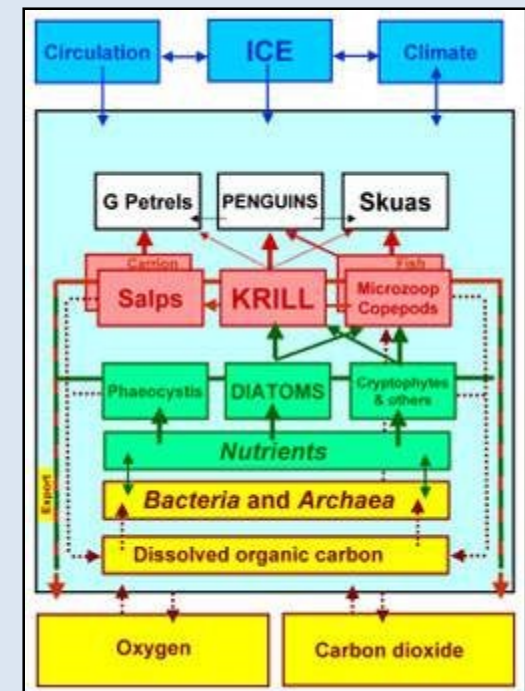 Circulation
ICE
Climate
G Petrels
PENGUINS
Skuas
Carrion
Fish
Salps
KRILL
Microzoop
Copepods
Phaeocystis
DIATOMS
Cryptophytes
& others
Nutrients
Bacteria and Archaea
Export
Dissolved organic carbon
Oxygen
Carbon dioxide